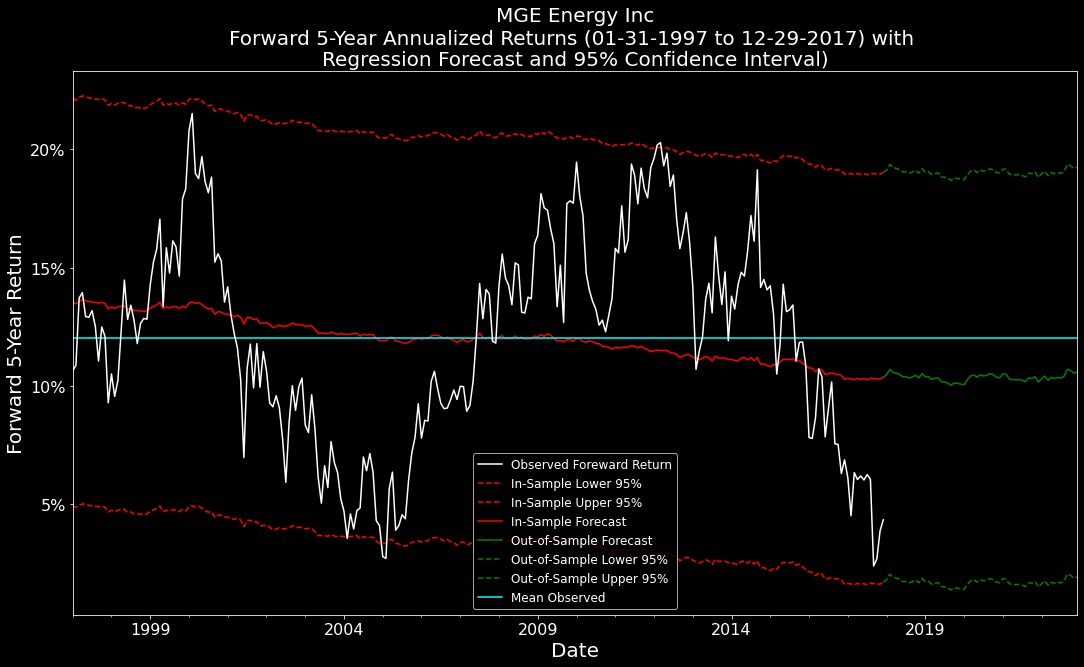 MGE Energy Inc
Forward 5-Year Annualized Returns (01-31-1997 to 12-29-2017) with
Regression Forecast and 95% Confidence Interval)
Forward 5-Year Return
20%
15%
10%
5%
Observed Foreward Return
In-Sample Lower 95%
In-Sample Upper 95%
In-Sample Forecast
Out-of-Sample Forecast
Out-of-Sample Lower 95%
Out-of-Sample Upper 95%
Mean Observed
1999
2004
2009
2014
2019
Date